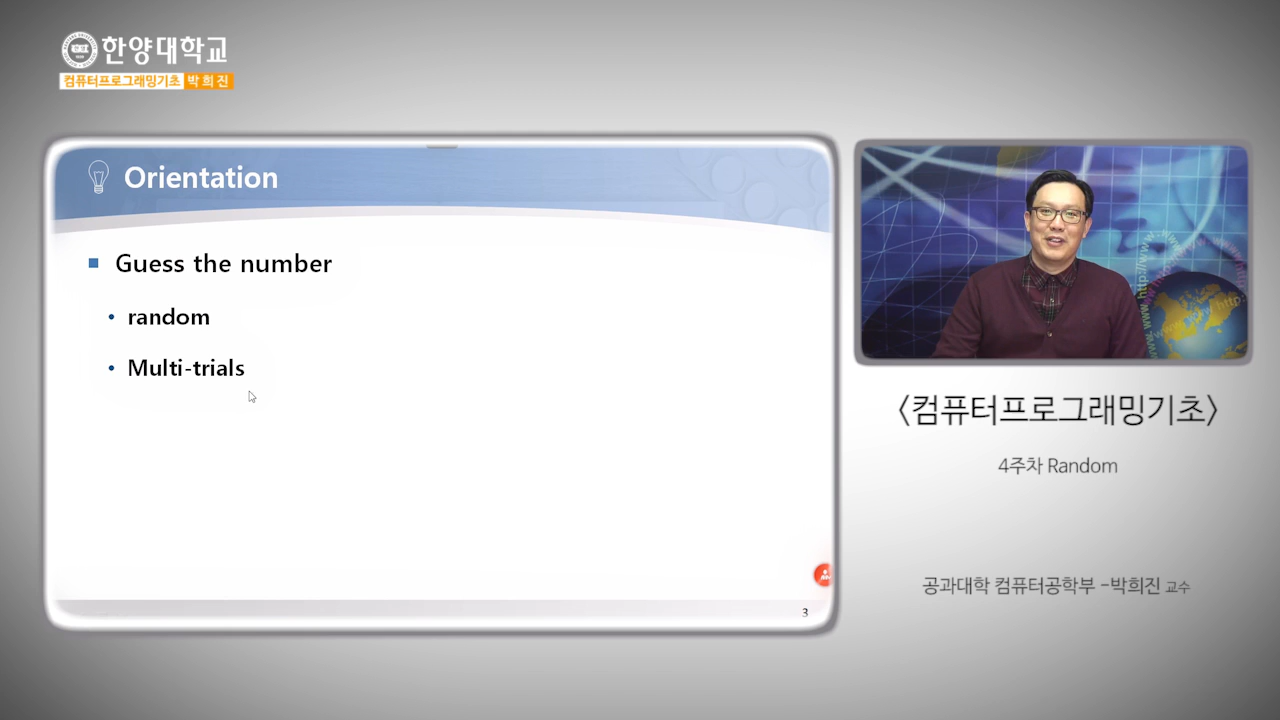 한양대학교
컴퓨터프로그래밍기초 박희진
Orientation
Guess the number
random
Multi-trials
3
http://www.
〈컴퓨터프로그래밍기초〉
4주차 Random
공과대학 컴퓨터공학부 -박희진 교수